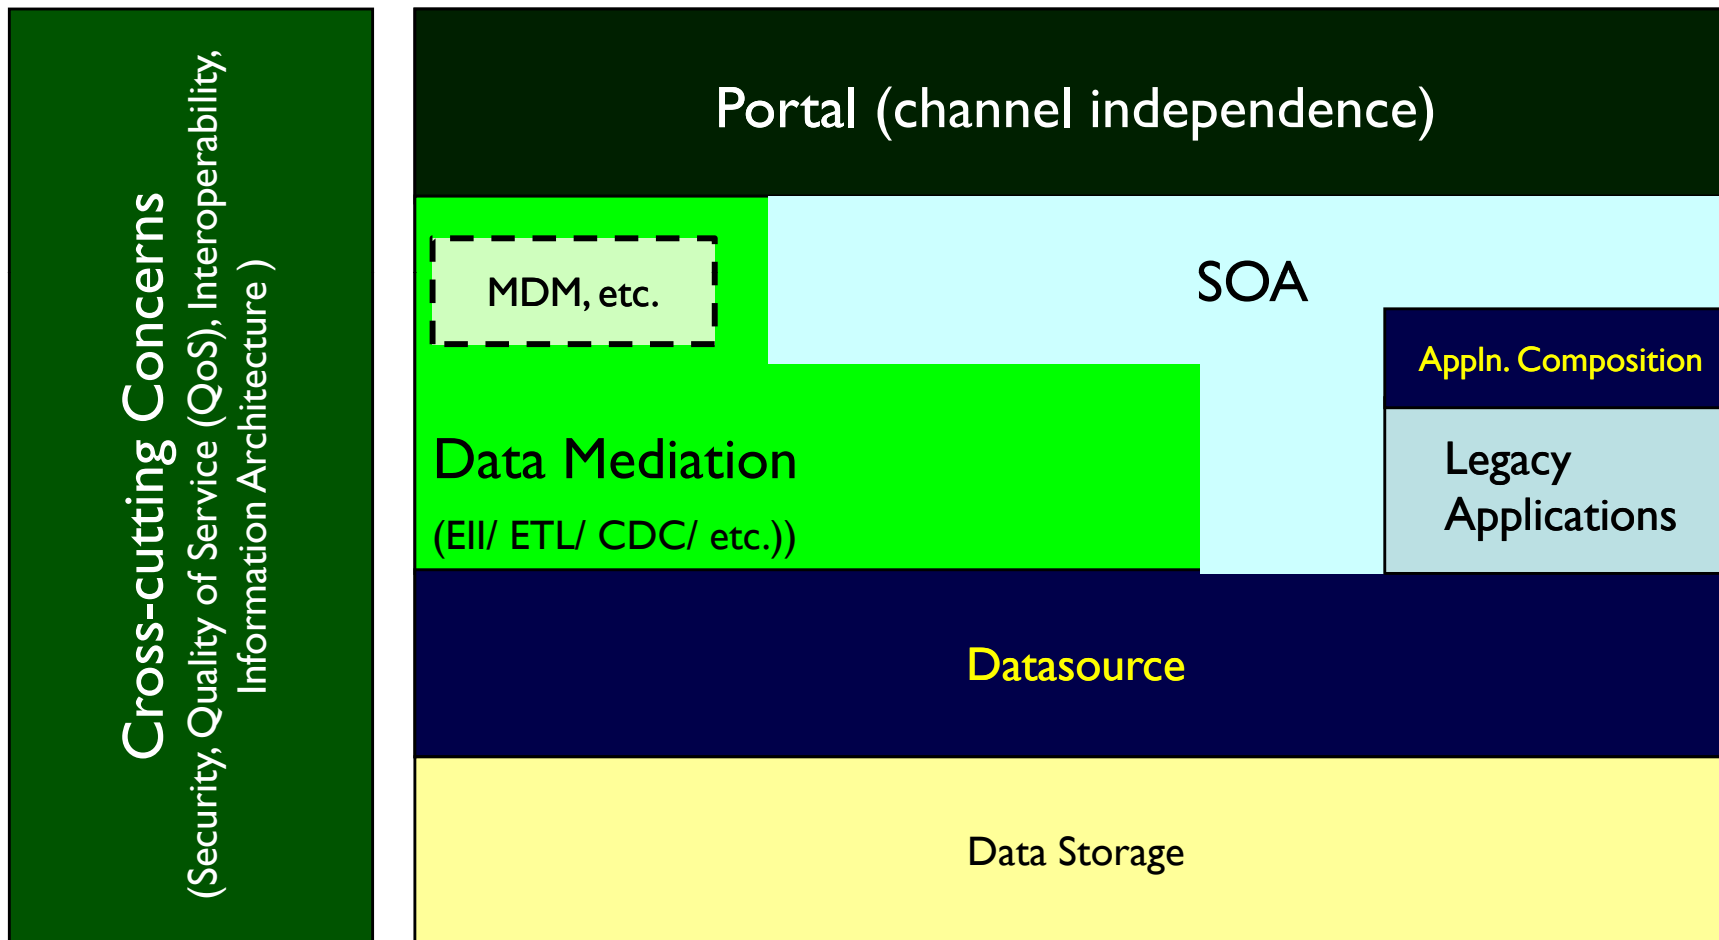 Cross-cutting Concerns
(Security, Quality of Service (QoS), Interoperability,
Information Architecture )
Portal (channel independence)
MDM, etc.
SOA
Appln. Composition
Data Mediation
(EII/ ETL/ CDC/ etc.))
Legacy
Applications
Datasource
Data Storage